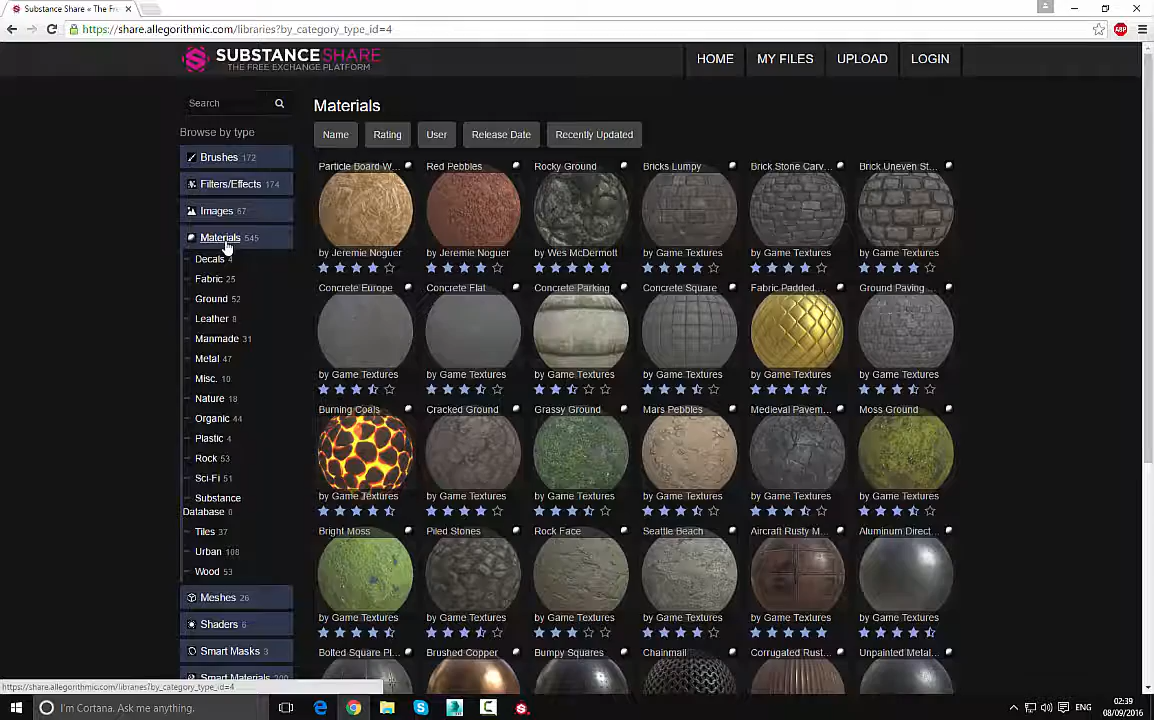 Substance Share « The Fr
https://share.allegorithmic.com/libraries?by_category_type_id=4
ABP
SUBSTANCE SHARE
THE FREE EXCHANGE PLATFORM
HOME
MY FILES
UPLOAD
LOGIN
Search
Browse by type
Brushes 172
Filters/Effects 174
Images 67
Materials 545
Decals 4
Fabric 25
Ground 52
Leather 8
Manmade 31
Metal 47
Misc. 10
Nature 18
Organic 44
Plastic 4
Rock 53
Sci-Fi 51
Substance
Database 0
Tiles 37
Urban 108
Wood 53
Meshes 26
Shaders 6
Smart Masks 3
Smart Materials 200
Materials
Name
Rating
User
Release Date
Recently Updated
Particle Board W...
Red Pebbles
Rocky Ground
Bricks Lumpy
Brick Stone Carv...
Brick Uneven St...
by Jeremie Noguer
by Jeremie Noguer
by Wes McDermott
by Game Textures
by Game Textures
by Game Textures
Concrete Europe
Concrete Flat
Concrete Parking
Concrete Square
Fabric Padded ...
Ground Paving ...
by Game Textures
by Game Textures
by Game Textures
by Game Textures
by Game Textures
by Game Textures
Burning Coals
Cracked Ground
Grassy Ground
Mars Pebbles
Medieval Pavem...
Moss Ground
by Game Textures
by Game Textures
by Game Textures
by Game Textures
by Game Textures
by Game Textures
Bright Moss
Piled Stones
Rock Face
Seattle Beach
Aircraft Rusty M...
Aluminum Direct...
by Game Textures
by Game Textures
by Game Textures
by Game Textures
by Game Textures
by Game Textures
Bolted Square Pl...
Brushed Copper
Bumpy Squares
Chainmail
Corrugated Rust...
Unpainted Metal...
https://share.allegorithmic.com/libraries?by_category_type_id=4
I'm Cortana. Ask me anything.
ENG
02:39
08/09/2016